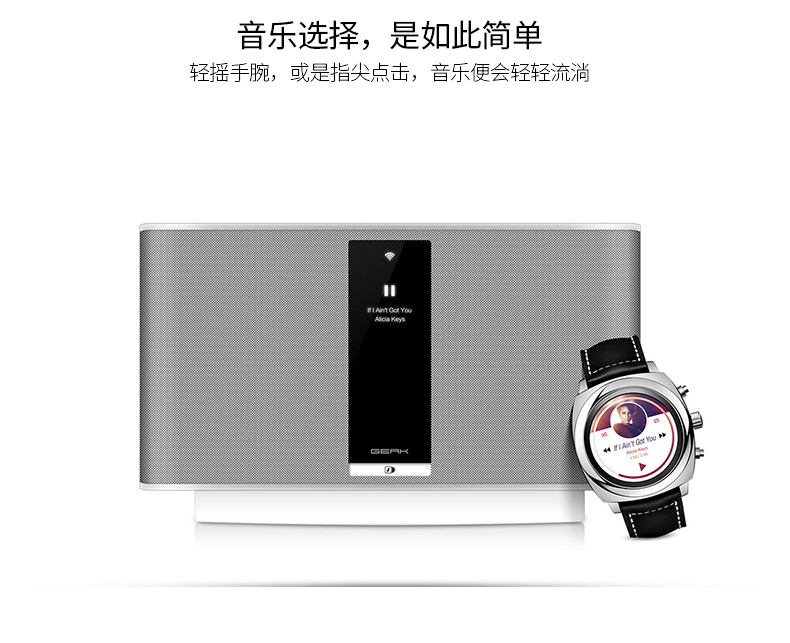 音乐选择，是如此简单
轻摇手腕，或是指尖点击，音乐便会轻轻流淌
If I Ain't Got You
Alicia Keys
GEAK
If I Ain't Got You
Alicia Keys